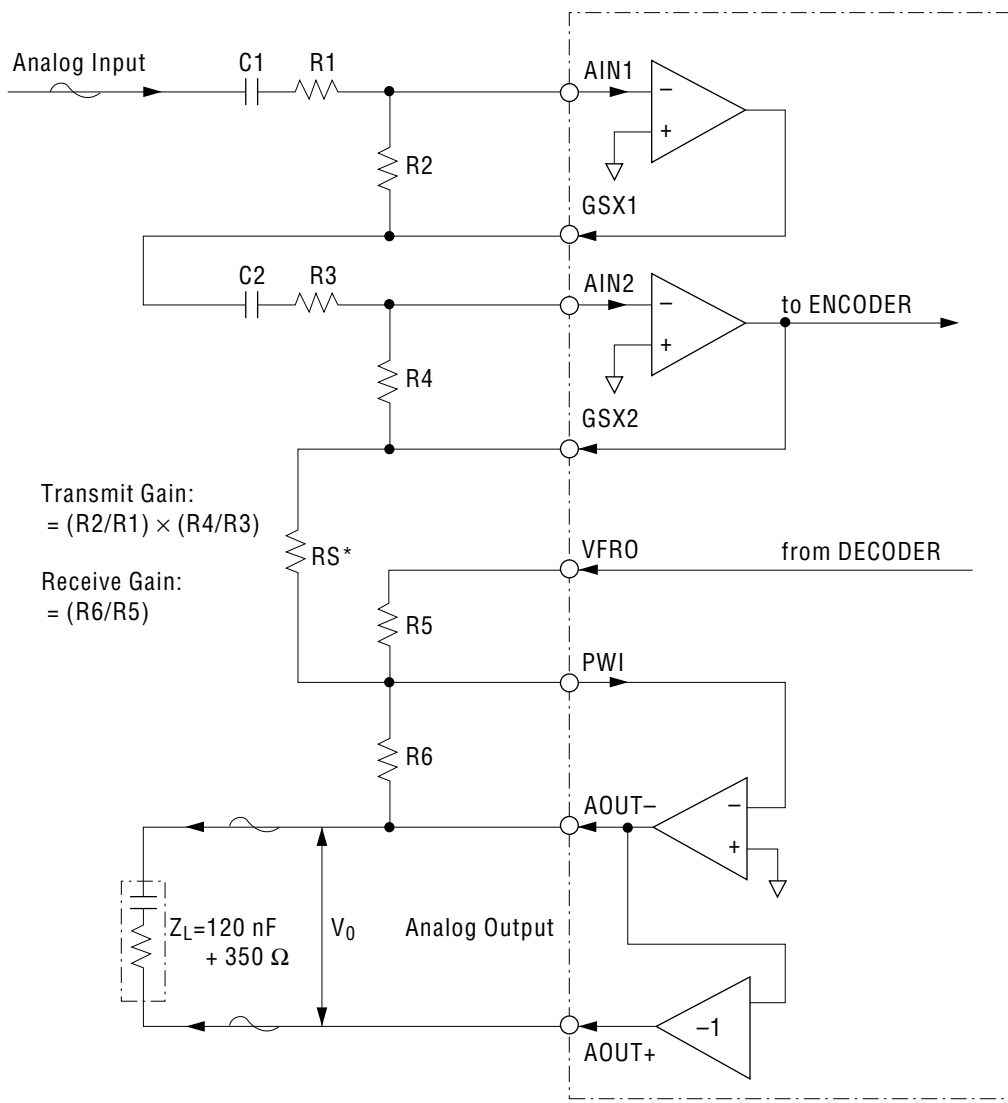 Analog Input
C1
R1
AIN1
–
+
R2
GSX1
C2
R3
AIN2
–
+
to ENCODER
R4
GSX2
Transmit Gain:
= (R2/R1) × (R4/R3)
Receive Gain:
= (R6/R5)
RS*
VFRO
from DECODER
R5
PWI
R6
AOUT–
–
+
ZL=120 nF
+ 350 Ω
V0
Analog Output
–1
AOUT+